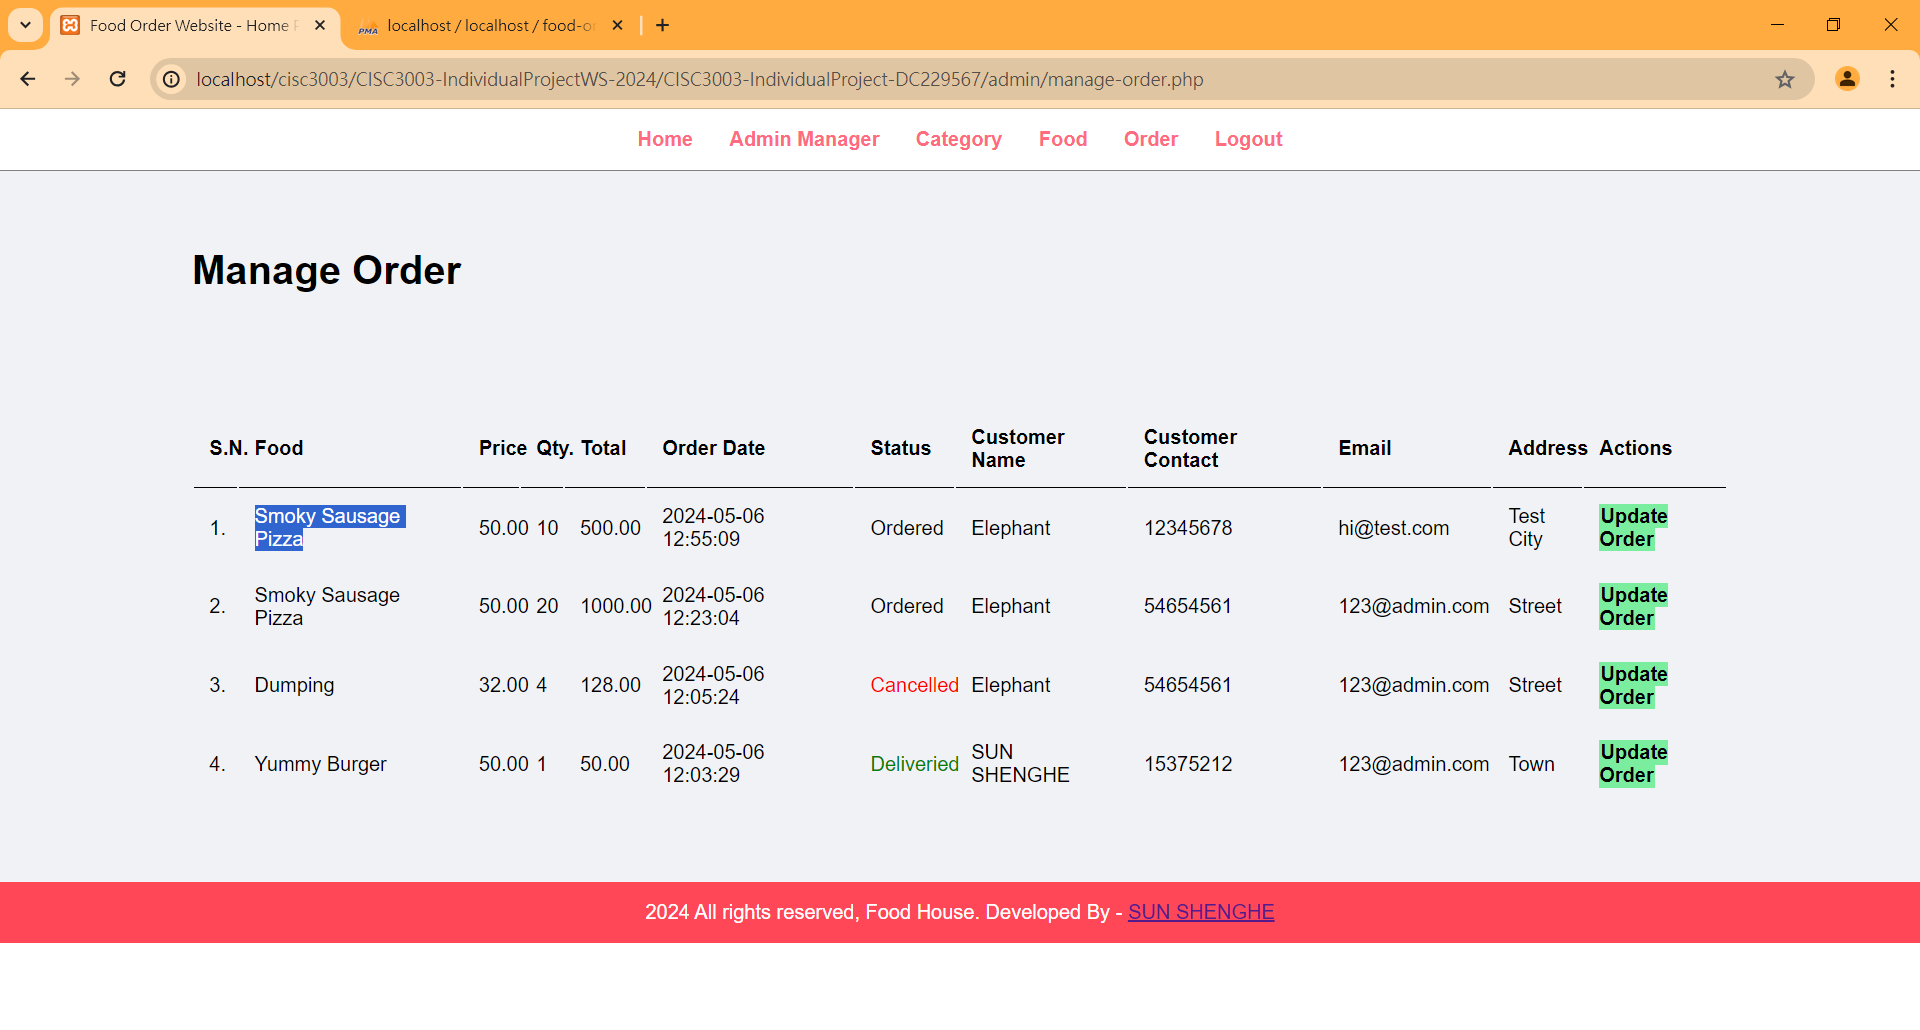 Food Order Website - Home
localhost / localhost / food-o
localhost/cisc3003/CISC3003-IndividualProjectWS-2024/CISC3003-IndividualProject-DC229567/admin/manage-order.php
Home Admin Manager Category Food Order Logout
Manage Order
S.N. Food Price Qty. Total Order Date Status Customer Name Customer Contact Email Address Actions
1. Smoky Sausage Pizza 50.00 10 500.00 2024-05-06 12:55:09 Ordered Elephant 12345678 hi@test.com Test City Update Order
2. Smoky Sausage Pizza 50.00 20 1000.00 2024-05-06 12:23:04 Ordered Elephant 54654561 123@admin.com Street Update Order
3. Dumping 32.00 4 128.00 2024-05-06 12:05:24 Cancelled Elephant 54654561 123@admin.com Street Update Order
4. Yummy Burger 50.00 1 50.00 2024-05-06 12:03:29 Deliveried SUN SHENGHE 15375212 123@admin.com Town Update Order
2024 All rights reserved, Food House. Developed By - SUN SHENGHE